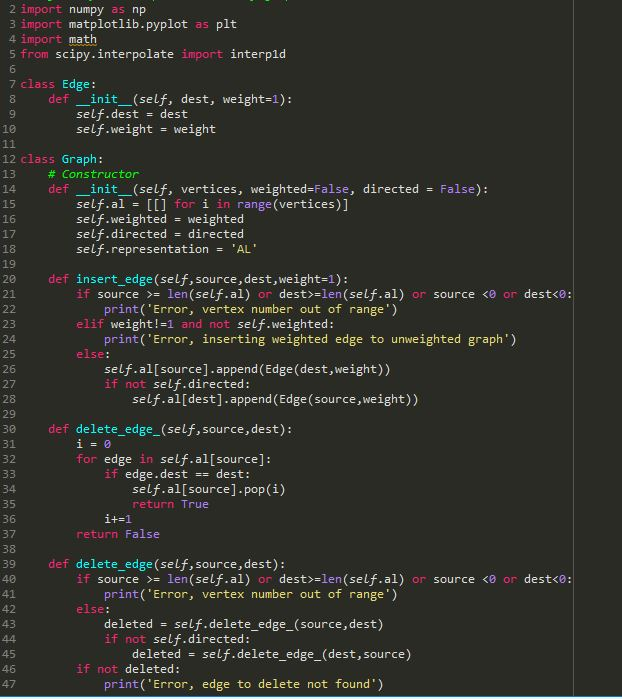 2 import numpy as np
3 import matplotlib.pyplot as plt
4 import math
5 from scipy.interpolate import interp1d
6
7 class Edge:
8     def __init__(self, dest, weight=1):
9         self.dest = dest
10         self.weight = weight
11
12 class Graph:
13     # Constructor
14     def __init__(self, vertices, weighted=False, directed = False):
15         self.al = [[] for i in range(vertices)]
16         self.weighted = weighted
17         self.directed = directed
18         self.representation = 'AL'
19
20     def insert_edge(self,source,dest,weight=1):
21         if source >= len(self.al) or dest>=len(self.al) or source <0 or dest<0:
22             print('Error, vertex number out of range')
23         elif weight!=1 and not self.weighted:
24             print('Error, inserting weighted edge to unweighted graph')
25         else:
26             self.al[source].append(Edge(dest,weight))
27             if not self.directed:
28                 self.al[dest].append(Edge(source,weight))
29
30     def delete_edge_(self,source,dest):
31         i = 0
32         for edge in self.al[source]:
33             if edge.dest == dest:
34                 self.al[source].pop(i)
35                 return True
36             i+=1
37         return False
38
39     def delete_edge(self,source,dest):
40         if source >= len(self.al) or dest>=len(self.al) or source <0 or dest<0:
41             print('Error, vertex number out of range')
42         else:
43             deleted = self.delete_edge_(source,dest)
44             if not self.directed:
45                 deleted = self.delete_edge_(dest,source)
46         if not deleted:
47             print('Error, edge to delete not found')